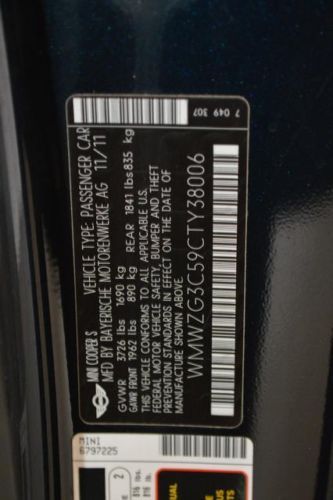 MINI COOPER S
VEHICLE TYPE: PASSENGER CAR
MFD BY BAYERISCHE MOTORENWERKE AG 11/11
GVWR 3726 lbs 1690 kg
GAWR FRONT 1962 lbs 890 kg REAR 1841 lbs 835 kg
THIS VEHICLE CONFORMS TO ALL APPLICABLE U.S.
FEDERAL MOTOR VEHICLE SAFETY, BUMPER AND THEFT
PREVENTION STANDARDS IN EFFECT ON THE DATE OF
MANUFACTURE SHOWN ABOVE.
WMWZG3C59CTY38006
7 049 307
MINI
6797225
2
816 lbs.